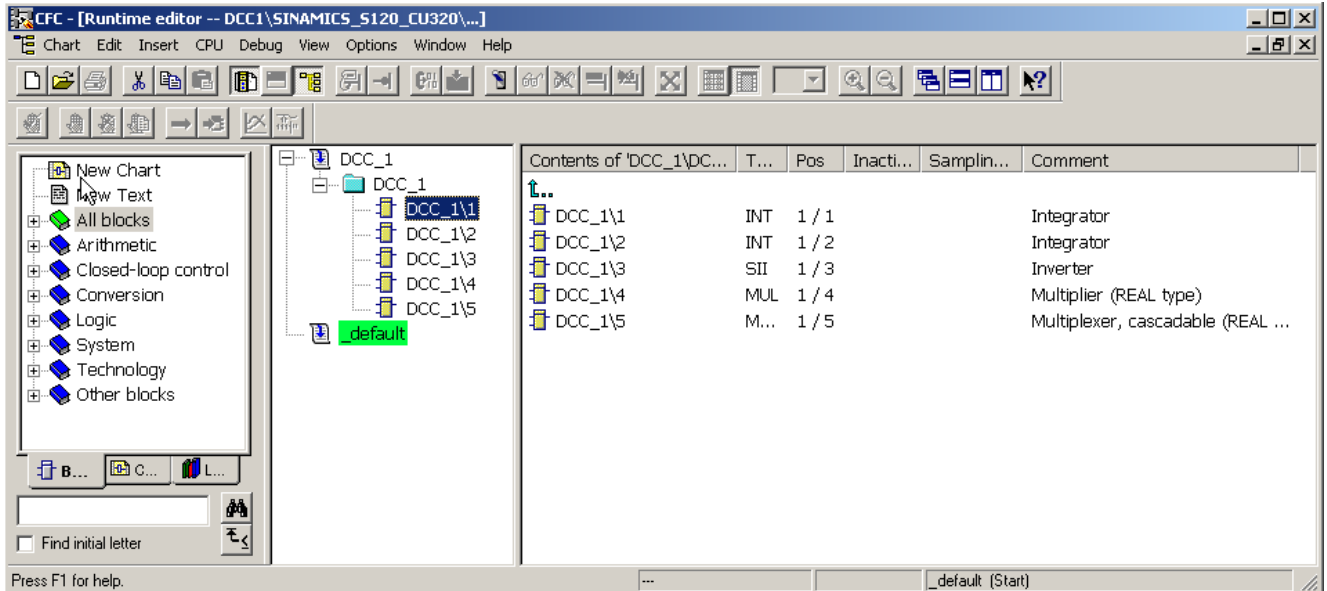 CFC - [Runtime editor -- DCC1\SINAMICS_S120_CU320\...]
Chart Edit Insert CPU Debug View Options Window Help
New Chart
New Text
All blocks
Arithmetic
Closed-loop control
Conversion
Logic
System
Technology
Other blocks
B... C... L...
Find initial letter
DCC_1
DCC_1
DCC_1\1
DCC_1\2
DCC_1\3
DCC_1\4
DCC_1\5
_default
Contents of 'DCC_1\DC... T... Pos Inacti... Samplin... Comment
DCC_1\1 INT 1 / 1 Integrator
DCC_1\2 INT 1 / 2 Integrator
DCC_1\3 SII 1 / 3 Inverter
DCC_1\4 MUL 1 / 4 Multiplier (REAL type)
DCC_1\5 M... 1 / 5 Multiplexer, cascadable (REAL ...
Press F1 for help. --- _default (Start)